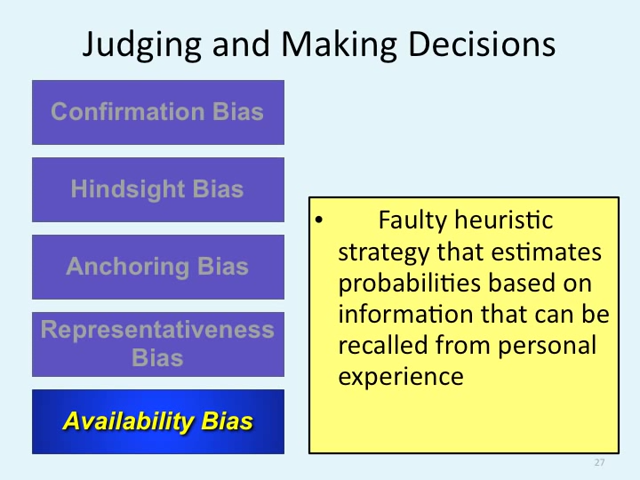 Judging and Making Decisions
Confirmation Bias
Hindsight Bias
Anchoring Bias
Representativeness
Bias
Availability Bias
• Faulty heuristic
strategy that estimates
probabilities based on
information that can be
recalled from personal
experience
27